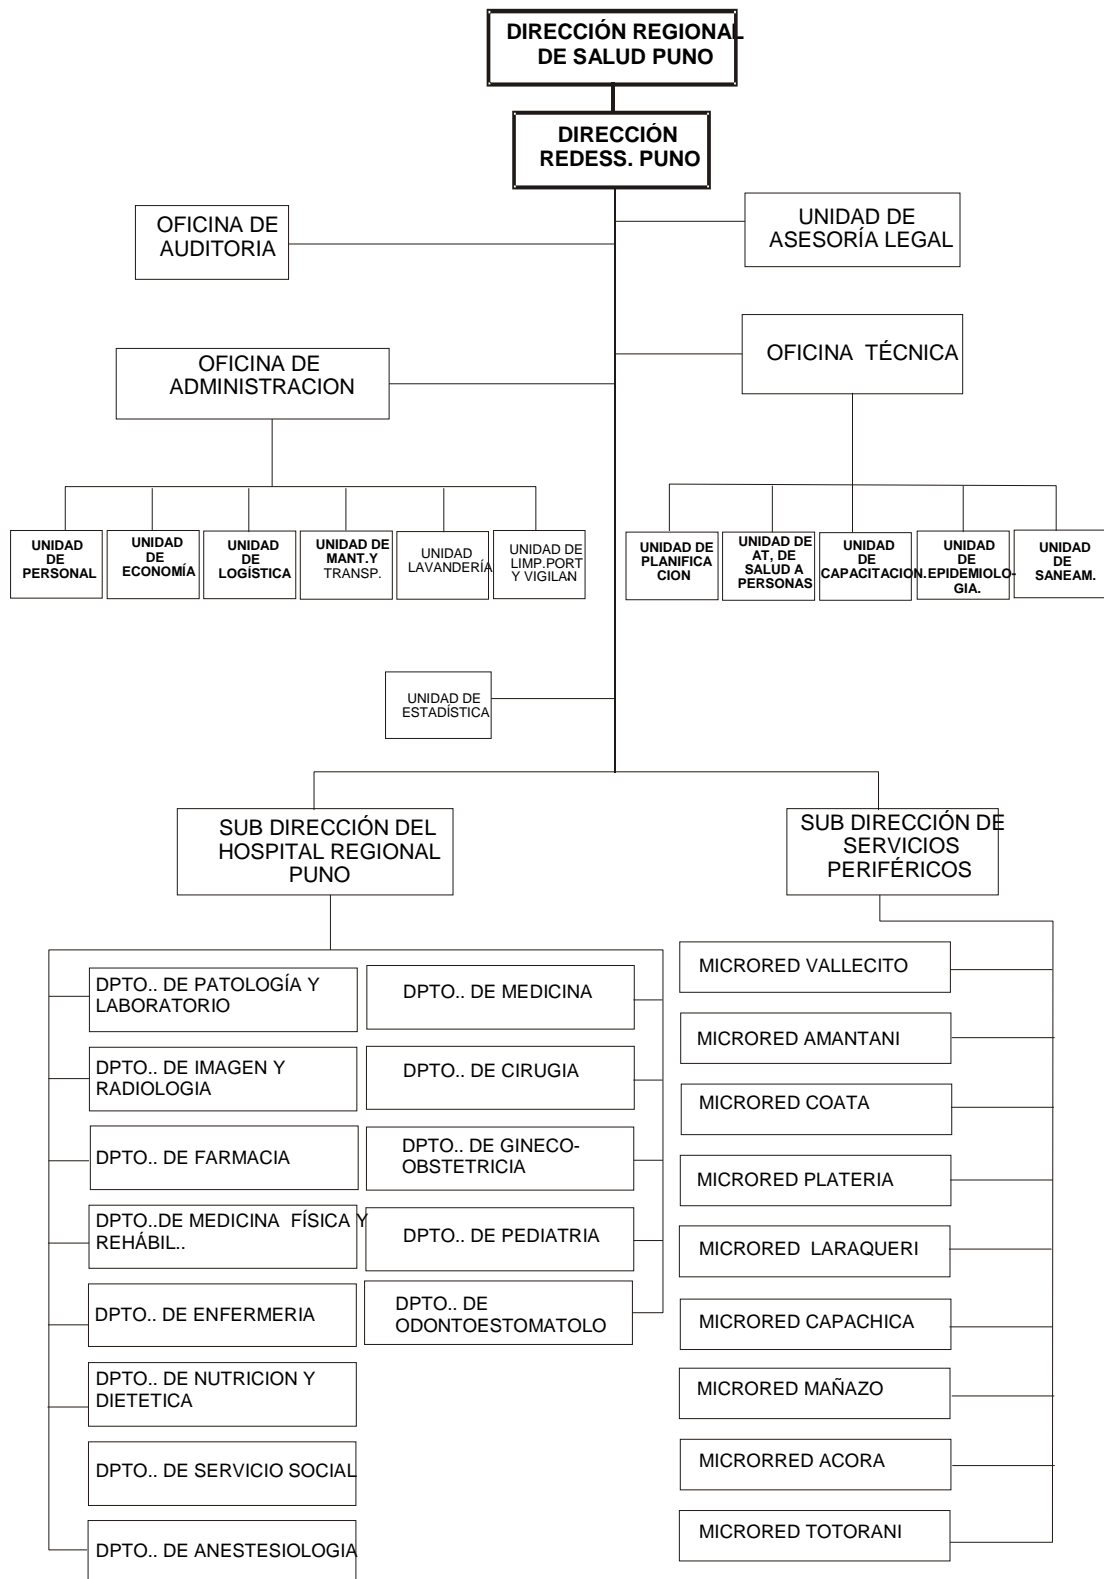 DIRECCIÓN REGIONAL
DE SALUD PUNO
DIRECCIÓN
REDESS. PUNO
OFICINA DE
AUDITORIA
UNIDAD DE
ASESORÍA LEGAL
OFICINA DE
ADMINISTRACION
OFICINA TÉCNICA
UNIDAD
DE
PERSONAL
UNIDAD
DE
ECONOMÍA
UNIDAD
DE
LOGÍSTICA
UNIDAD DE
MANT.Y
TRANSP.
UNIDAD
LAVANDERÍA
UNIDAD DE
LIMP.PORT
Y VIGILAN
UNIDAD DE
PLANIFICA
CION
UNIDAD DE
AT, DE
SALUD A
PERSONAS
UNIDAD
DE
CAPACITACION.
UNIDAD
DE
EPIDEMIOLO-
GIA.
UNIDAD
DE
SANEAM.
UNIDAD DE
ESTADÍSTICA
SUB DIRECCIÓN DEL
HOSPITAL REGIONAL
PUNO
SUB DIRECCIÓN DE
SERVICIOS
PERIFÉRICOS
DPTO.. DE PATOLOGÍA Y
LABORATORIO
DPTO.. DE IMAGEN Y
RADIOLOGIA
DPTO.. DE FARMACIA
DPTO..DE MEDICINA FÍSICA Y
REHÁBIL..
DPTO.. DE ENFERMERIA
DPTO.. DE NUTRICION Y
DIETETICA
DPTO.. DE SERVICIO SOCIAL
DPTO.. DE ANESTESIOLOGIA
DPTO.. DE MEDICINA
DPTO.. DE CIRUGIA
DPTO.. DE GINECO-
OBSTETRICIA
DPTO.. DE PEDIATRIA
DPTO.. DE
ODONTOESTOMATOLO
MICRORED VALLECITO
MICRORED AMANTANI
MICRORED COATA
MICRORED PLATERIA
MICRORED LARAQUERI
MICRORED CAPACHICA
MICRORED MAÑAZO
MICRORRED ACORA
MICRORED TOTORANI